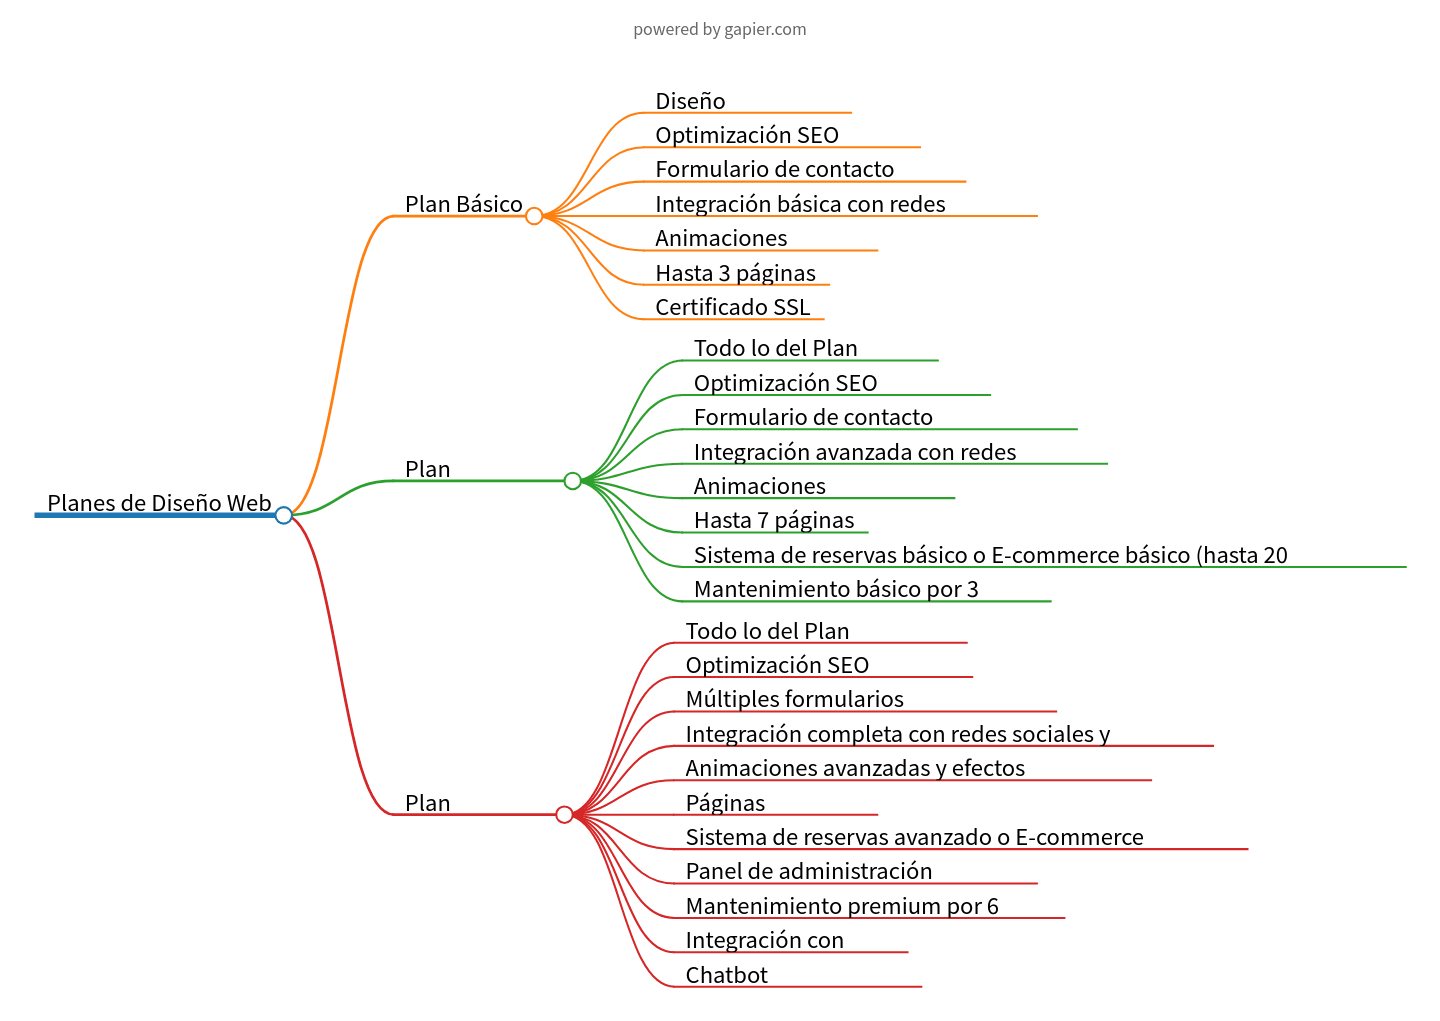 powered by gapier.com
Planes de Diseño Web
Plan Básico
Diseño
Optimización SEO
Formulario de contacto
Integración básica con redes
Animaciones
Hasta 3 páginas
Certificado SSL
Plan
Todo lo del Plan
Optimización SEO
Formulario de contacto
Integración avanzada con redes
Animaciones
Hasta 7 páginas
Sistema de reservas básico o E-commerce básico (hasta 20
Mantenimiento básico por 3
Plan
Todo lo del Plan
Optimización SEO
Múltiples formularios
Integración completa con redes sociales y
Animaciones avanzadas y efectos
Páginas
Sistema de reservas avanzado o E-commerce
Panel de administración
Mantenimiento premium por 6
Integración con
Chatbot